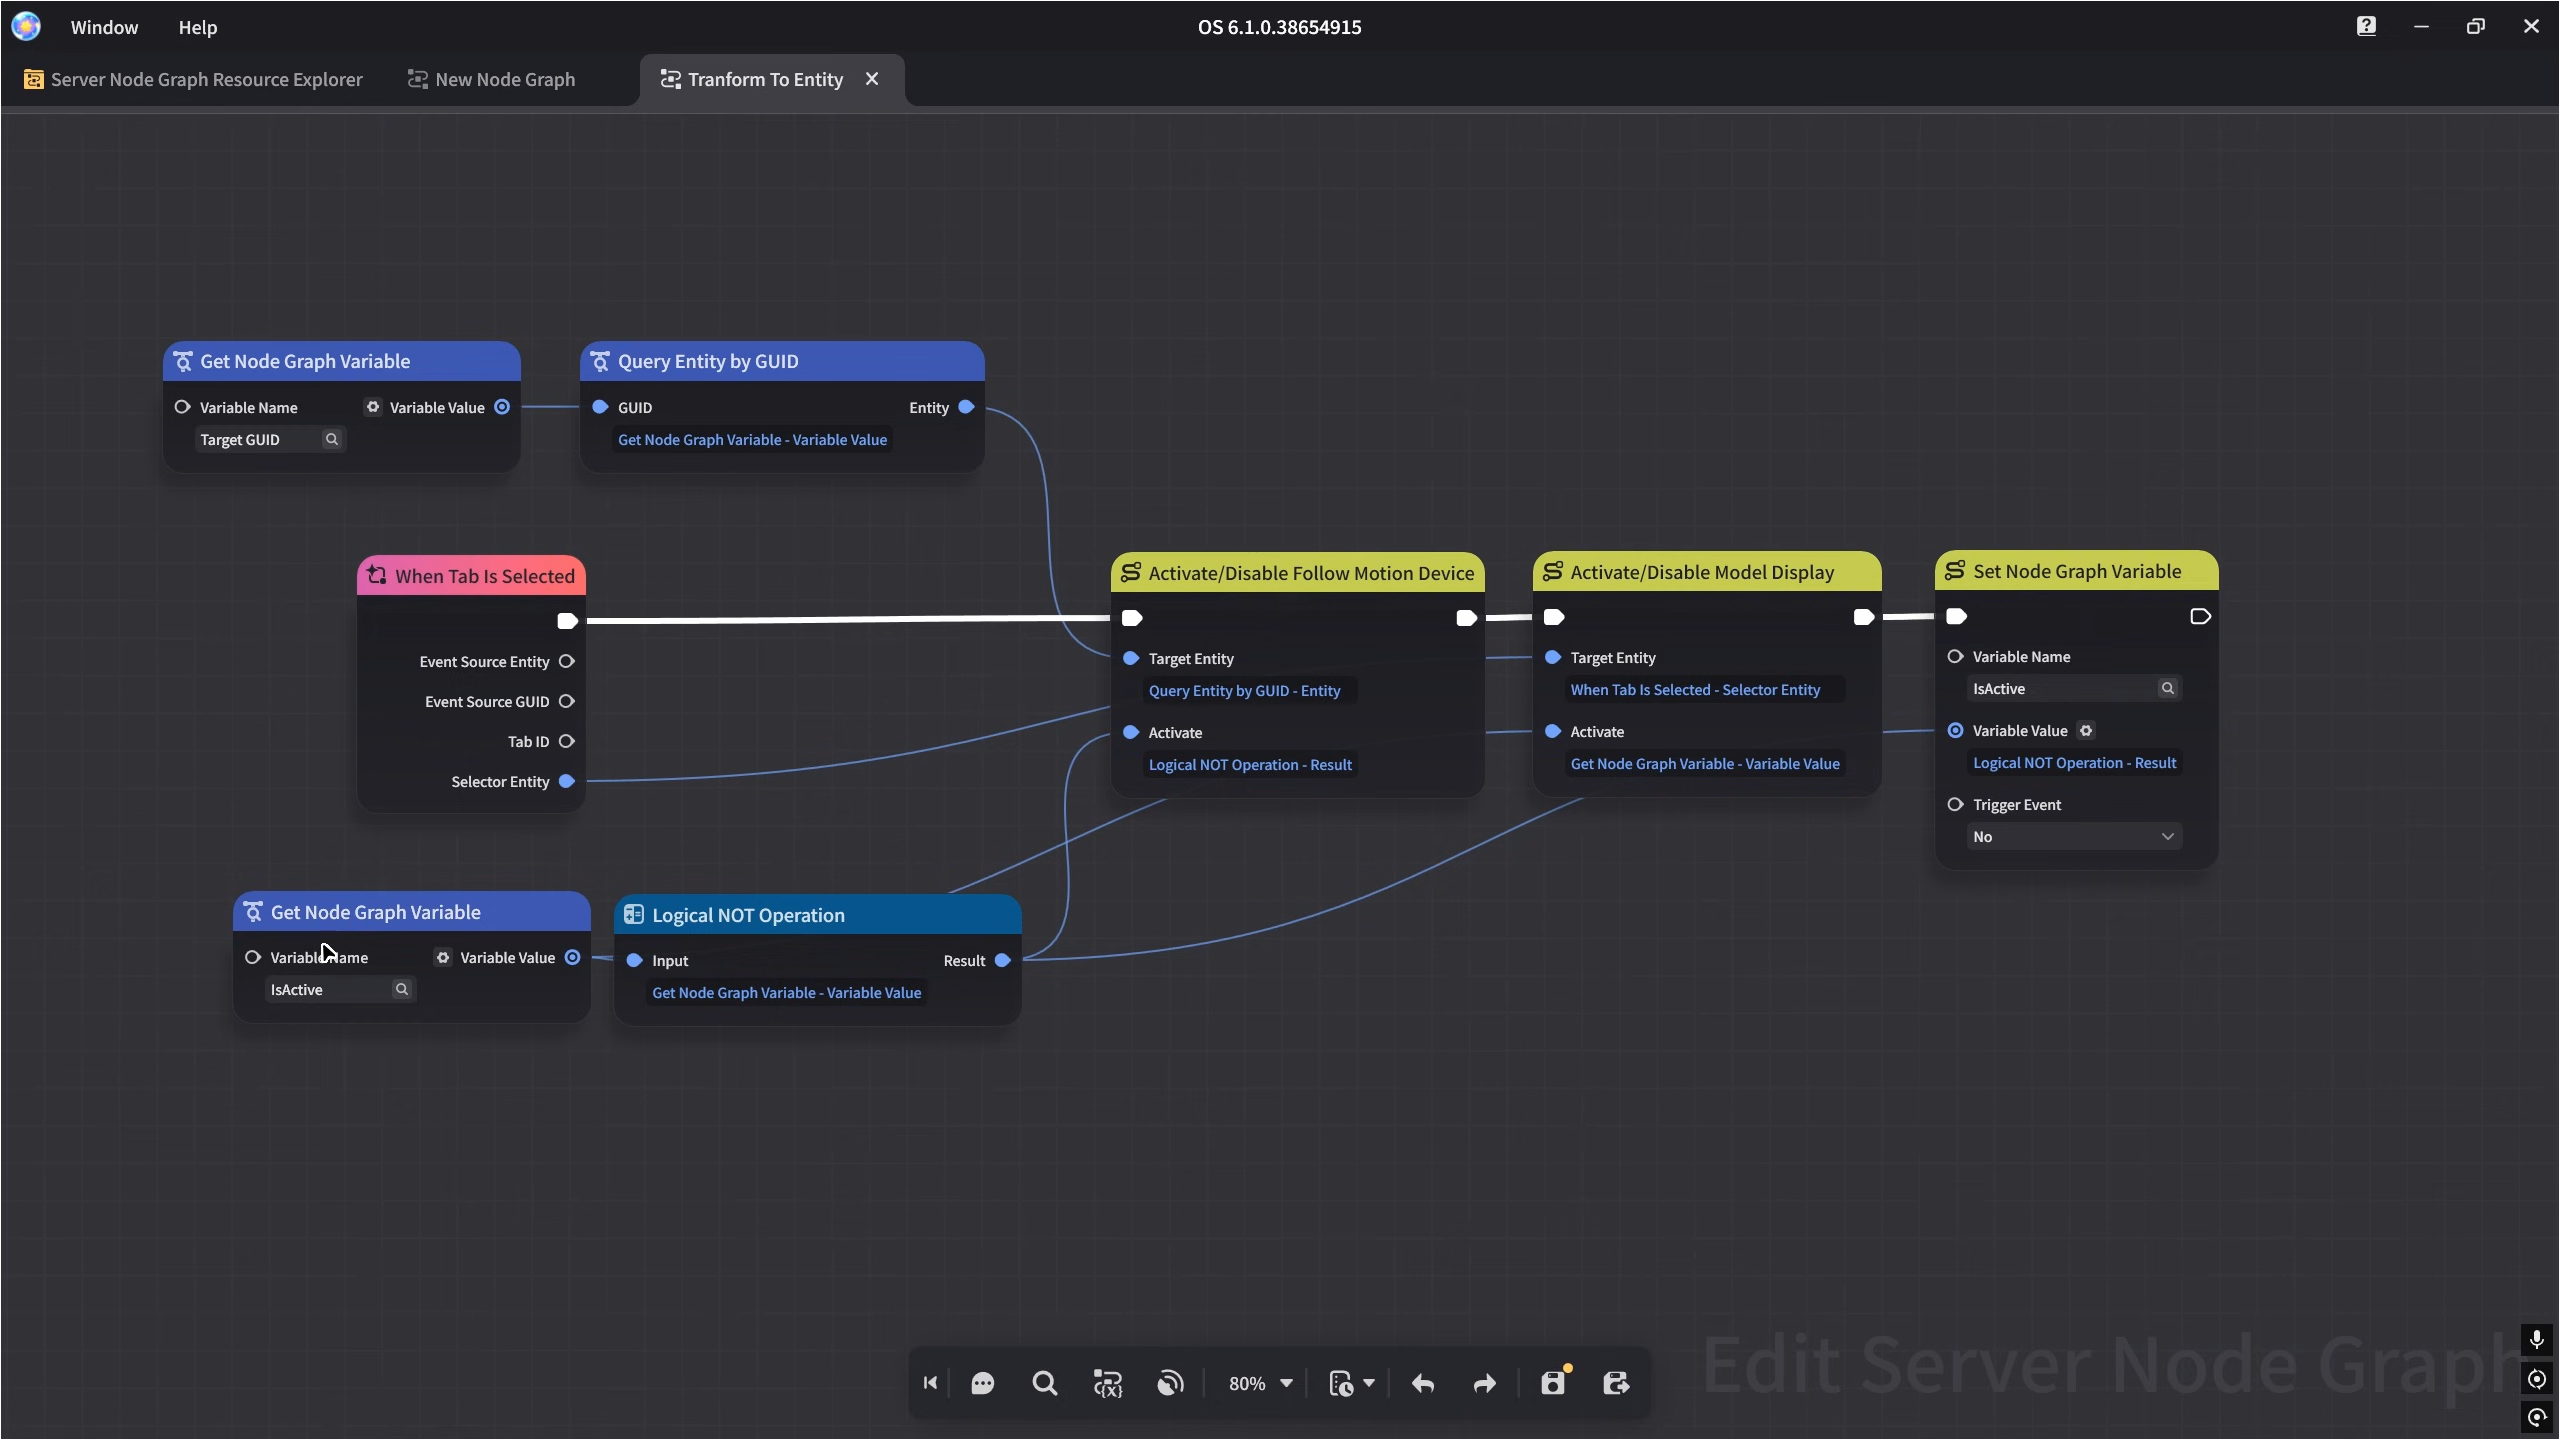 Window Help OS 6.1.0.38654915
Server Node Graph Resource Explorer New Node Graph Tranform To Entity
Get Node Graph Variable
Variable Name Variable Value
Target GUID
Query Entity by GUID
GUID Entity
Get Node Graph Variable - Variable Value
When Tab Is Selected
Event Source Entity
Event Source GUID
Tab ID
Selector Entity
Activate/Disable Follow Motion Device
Target Entity
Query Entity by GUID - Entity
Activate
Logical NOT Operation - Result
Activate/Disable Model Display
Target Entity
When Tab Is Selected - Selector Entity
Activate
Get Node Graph Variable - Variable Value
Set Node Graph Variable
Variable Name
IsActive
Variable Value
Logical NOT Operation - Result
Trigger Event
No
Get Node Graph Variable
Variable Name Variable Value
IsActive
Logical NOT Operation
Input Result
Get Node Graph Variable - Variable Value
Edit Server Node Graph
{x} 80%